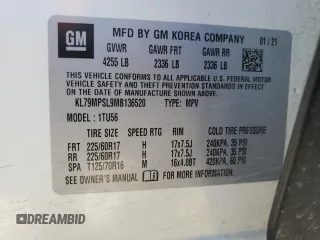 GM
MFD BY GM KOREA COMPANY 01 / 21
GVWR GAWR FRT GAWR RR
4255 LB 2336 LB 2336 LB
THIS VEHICLE CONFORMS TO ALL APPLICABLE U.S. FEDERAL MOTOR
VEHICLE SAFETY AND THEFT PREVENTION STANDARDS IN EFFECT ON
THE DATE OF MANUFACTURE SHOWN ABOVE.
KL79MPSL9MB136520 TYPE: MPV
MODEL: 1TU56
TIRE SIZE SPEED RTG RIM COLD TIRE PRESSURE
FRT 225/60R17 H 17x7.5J 240KPA, 35 PSI
RR 225/60R17 H 17x7.5J 240KPA, 35 PSI
SPA T125/70R16 M 16x4.0BT 420KPA, 60 PSI
SEE OWNER'S MANUAL FOR ADDITIONAL INFORMATION.
DREAMBID